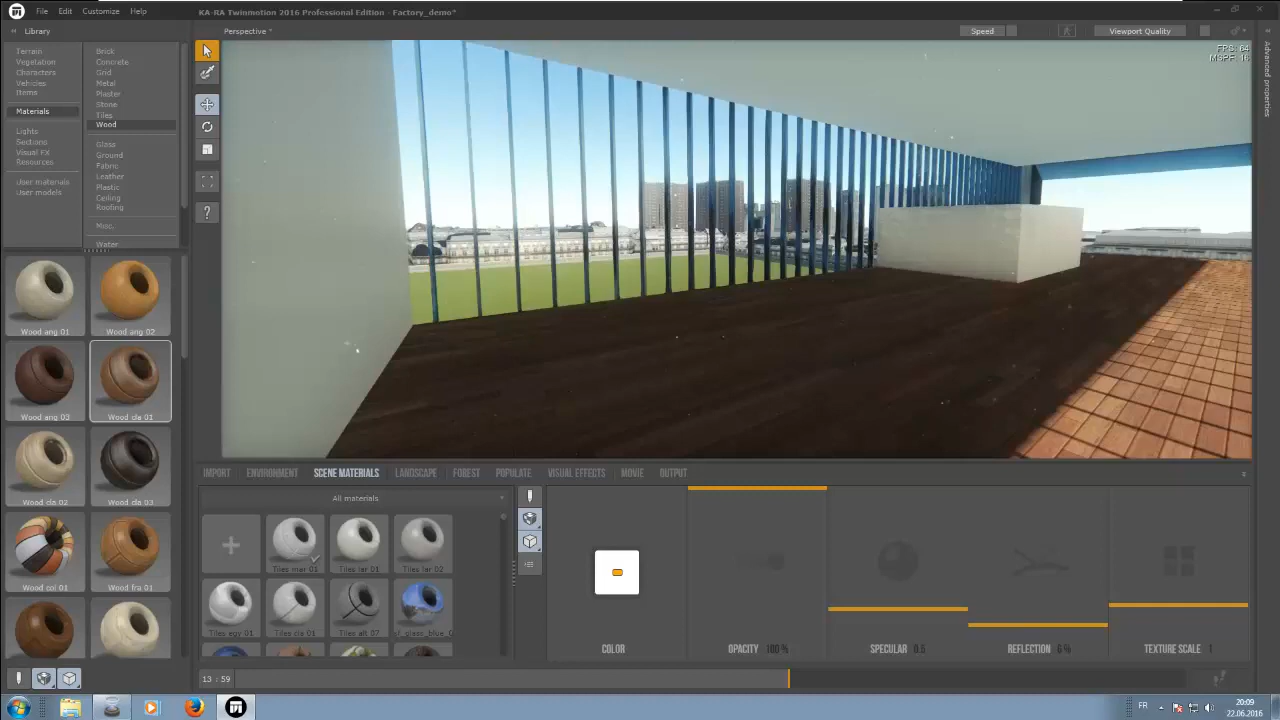 File Edit Customize Help
KA-RA Twinmotion 2016 Professional Edition - Factory_demo*
Library
Perspective *
Speed
Viewport Quality
Advanced properties
FPS: 64
MSPF: 16
Terrain
Vegetation
Characters
Vehicles
Items
Materials
Lights
Sections
Visual FX
Resources
User materials
User models
Brick
Concrete
Grid
Metal
Plaster
Stone
Tiles
Wood
Glass
Ground
Fabric
Leather
Plastic
Ceiling
Roofing
Misc.
Water
Wood ang 01
Wood ang 02
Wood ang 03
Wood cla 01
Wood cla 02
Wood cla 03
Wood col 01
Wood fra 01
IMPORT ENVIRONMENT SCENE MATERIALS LANDSCAPE FOREST POPULATE VISUAL EFFECTS MOVIE OUTPUT
All materials
Tiles mar 01
Tiles lar 01
Tiles lar 02
Tiles egy 01
Tiles cla 01
Tiles alt 07
COLOR
OPACITY 100 %
SPECULAR 0.5
REFLECTION 6 %
TEXTURE SCALE 1
13 : 59
FR
20:09
22.06.2016